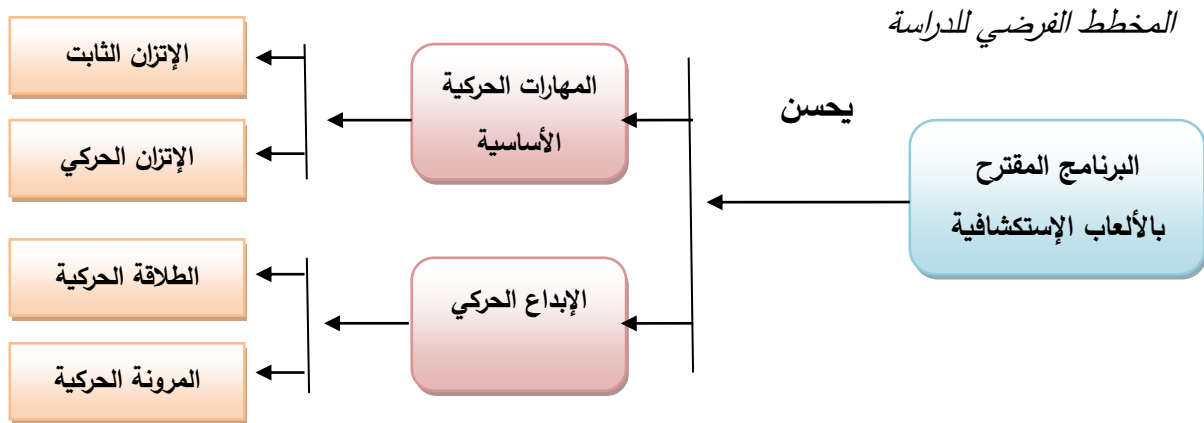 المخطط الفرضي للدراسة
يحسن
البرنامج المقترح
بالألعاب الإستكشافية
المهارات الحركية
الأساسية
الإتزان الثابت
الإتزان الحركي
الإبداع الحركي
الطلاقة الحركية
المرونة الحركية